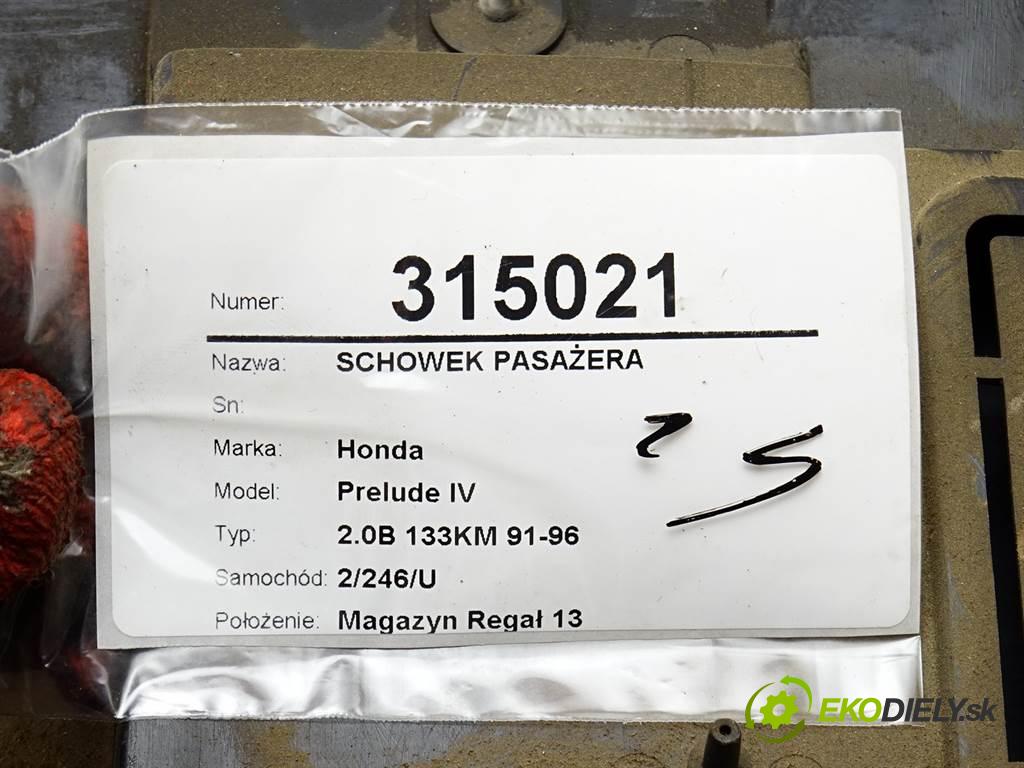 Numer: 315021
Nazwa: SCHOWEK PASAŻERA
Sn:
Marka: Honda
Model: Prelude IV
Typ: 2.0B 133KM 91-96
Samochód: 2/246/U
Położenie: Magazyn Regał 13
EKODIELY.sk